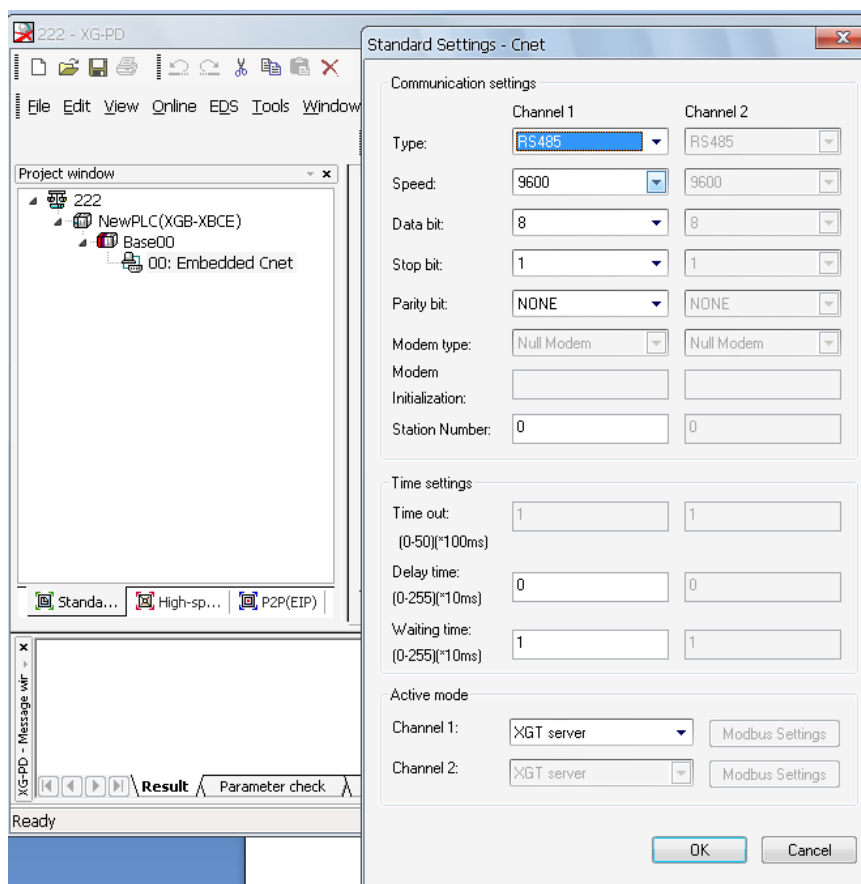 222 - XG-PD
File Edit View Online EDS Tools Window
Project window
222
NewPLC(XGB-XBCE)
Base00
00: Embedded Cnet
Standa... High-sp... P2P(EIP)
XG-PD - Message wir
Result Parameter check
Ready
Standard Settings - Cnet
Communication settings
Channel 1 Channel 2
Type: RS485 RS485
Speed: 9600 9600
Data bit: 8 8
Stop bit: 1 1
Parity bit: NONE NONE
Modem type: Null Modem Null Modem
Modem
Initialization:
Station Number: 0 0
Time settings
Time out: 1 1
(0-50)(*100ms)
Delay time: 0 0
(0-255)(*10ms)
Waiting time: 1 1
(0-255)(*10ms)
Active mode
Channel 1: XGT server Modbus Settings
Channel 2: XGT server Modbus Settings
OK Cancel